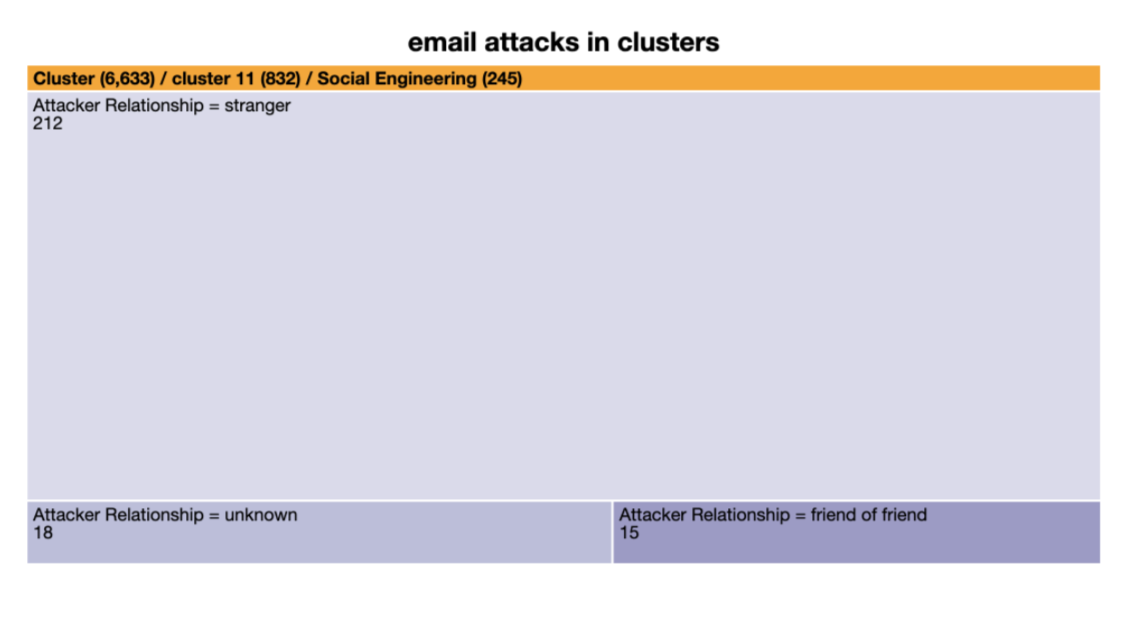 email attacks in clusters
Cluster (6,633) / cluster 11 (832) / Social Engineering (245)
Attacker Relationship = stranger
212
Attacker Relationship = unknown
18
Attacker Relationship = friend of friend
15